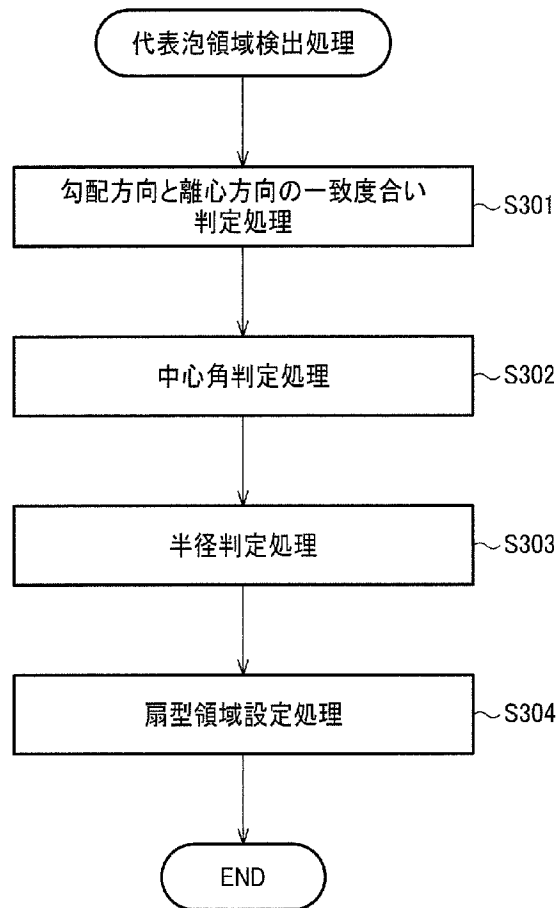 代表泡領域検出処理
勾配方向と離心方向の一致度合い
判定処理
S301
中心角判定処理
S302
半径判定処理
S303
扇型領域設定処理
S304
END